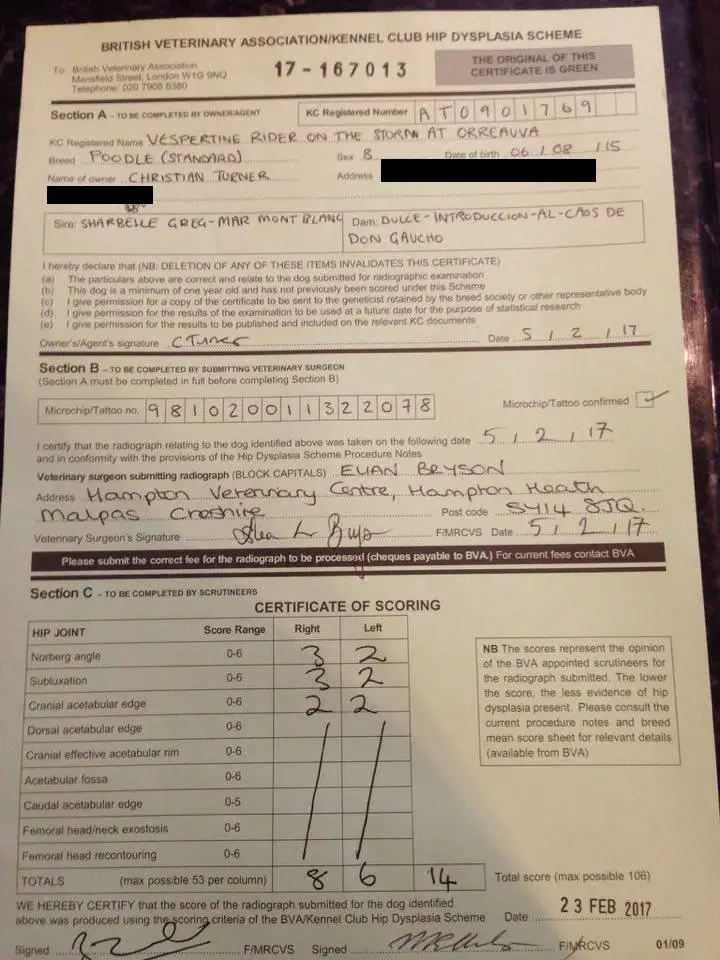 BRITISH VETERINARY ASSOCIATION/KENNEL CLUB HIP DYSPLASIA SCHEME
To: British Veterinary Association
Mansfield Street, London W1G 9NQ
Telephone: 020 7908 6380
17-167013
THE ORIGINAL OF THIS
CERTIFICATE IS GREEN
Section A – TO BE COMPLETED BY OWNER/AGENT
KC Registered Number AT0901769
KC Registered Name VESPERTINE RIDER ON THE STORM AT ORREAUVA
Breed POODLE (STANDARD) Sex B Date of birth 06 / 08 / 15
Name of owner CHRISTIAN TURNER Address
Sire: SHARBELLE GREG-MAR MONT BLANC
Dam: DULCE-INTRODUCCION-AL-CAOS DE
DON GAUCHO
I hereby declare that (NB: DELETION OF ANY OF THESE ITEMS INVALIDATES THIS CERTIFICATE)
(a) The particulars above are correct and relate to the dog submitted for radiographic examination
(b) This dog is a minimum of one year old and has not previously been scored under this Scheme
(c) I give permission for a copy of the certificate to be sent to the geneticist retained by the breed society or other representative body
(d) I give permission for the results of the examination to be used at a future date for the purpose of statistical research
(e) I give permission for the results to be published and included on the relevant KC documents
Owner's/Agent's signature C Turner Date 5 / 2 / 17
Section B – TO BE COMPLETED BY SUBMITTING VETERINARY SURGEON
(Section A must be completed in full before completing Section B)
Microchip/Tattoo no. 981020011322078 Microchip/Tattoo confirmed ✓
I certify that the radiograph relating to the dog identified above was taken on the following date 5 / 2 / 17
and in conformity with the provisions of the Hip Dysplasia Scheme Procedure Notes
Veterinary surgeon submitting radiograph (BLOCK CAPITALS) EUAN BRYSON
Address Hampton Veterinary Centre, Hampton Heath
Malpas Cheshire Post code SY14 8JQ
Veterinary Surgeon's Signature F/MRCVS Date 5 / 2 / 17
Please submit the correct fee for the radiograph to be processed (cheques payable to BVA.) For current fees contact BVA
Section C – TO BE COMPLETED BY SCRUTINEERS
CERTIFICATE OF SCORING
HIP JOINT Score Range Right Left
Norberg angle 0-6 3 2
Subluxation 0-6 3 2
Cranial acetabular edge 0-6 2 2
Dorsal acetabular edge 0-6
Cranial effective acetabular rim 0-6
Acetabular fossa 0-6
Caudal acetabular edge 0-5
Femoral head/neck exostosis 0-6
Femoral head recontouring 0-6
TOTALS (max possible 53 per column) 8 6 14 Total score (max possible 106)
NB The scores represent the opinion
of the BVA appointed scrutineers for
the radiograph submitted. The lower
the score, the less evidence of hip
dysplasia present. Please consult the
current procedure notes and breed
mean score sheet for relevant details
(available from BVA)
WE HEREBY CERTIFY that the score of the radiograph submitted for the dog identified
above was produced using the scoring criteria of the BVA/Kennel Club Hip Dysplasia Scheme Date 23 FEB 2017
Signed F/MRCVS Signed F/MRCVS 01/09